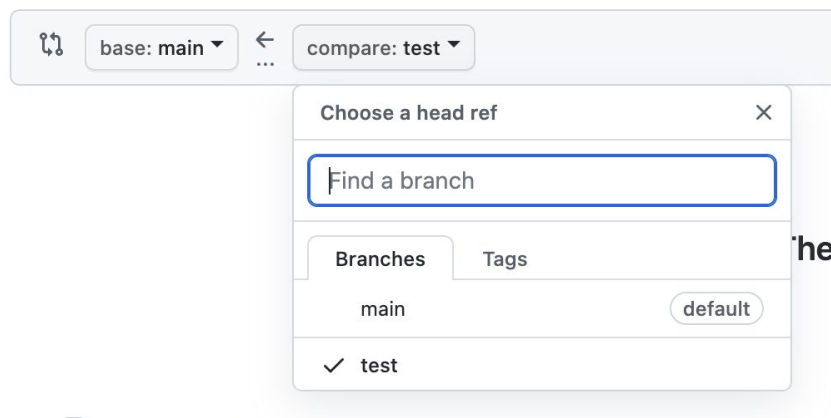 base: main
compare: test
...
Choose a head ref
Find a branch
Branches
Tags
main
default
test